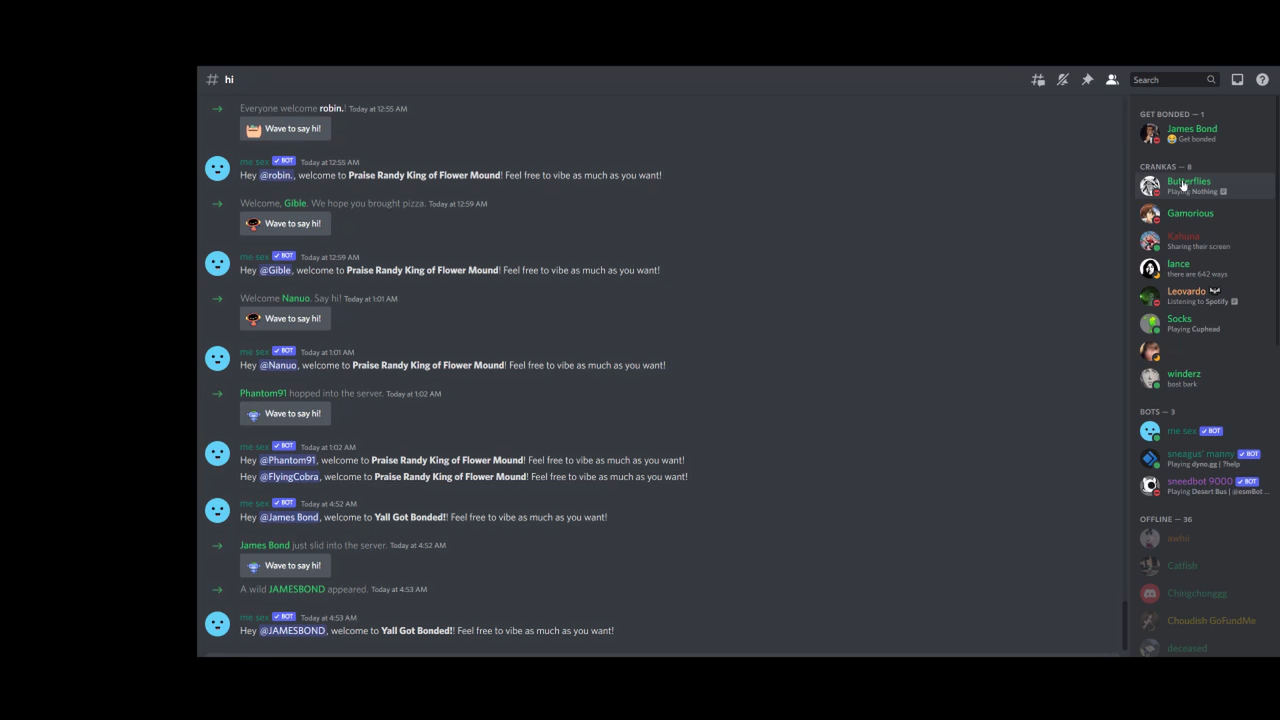 hi
Search
Everyone welcome robin.! Today at 12:55 AM
Wave to say hi!
me sex BOT Today at 12:55 AM
Hey @robin., welcome to Praise Randy King of Flower Mound! Feel free to vibe as much as you want!
Welcome, Gible. We hope you brought pizza. Today at 12:59 AM
Wave to say hi!
me sex BOT Today at 12:59 AM
Hey @Gible, welcome to Praise Randy King of Flower Mound! Feel free to vibe as much as you want!
Welcome Nanuo. Say hi! Today at 1:01 AM
Wave to say hi!
me sex BOT Today at 1:01 AM
Hey @Nanuo, welcome to Praise Randy King of Flower Mound! Feel free to vibe as much as you want!
Phantom91 hopped into the server. Today at 1:02 AM
Wave to say hi!
me sex BOT Today at 1:02 AM
Hey @Phantom91, welcome to Praise Randy King of Flower Mound! Feel free to vibe as much as you want!
Hey @FlyingCobra, welcome to Praise Randy King of Flower Mound! Feel free to vibe as much as you want!
me sex BOT Today at 4:52 AM
Hey @James Bond, welcome to Yall Got Bonded!! Feel free to vibe as much as you want!
James Bond just slid into the server. Today at 4:52 AM
Wave to say hi!
A wild JAMESBOND appeared. Today at 4:53 AM
me sex BOT Today at 4:53 AM
Hey @JAMESBOND, welcome to Yall Got Bonded!! Feel free to vibe as much as you want!
GET BONDED — 1
James Bond
😂 Get bonded
CRANKAS — 8
Butterflies
Playing Nothing
Gamorious
Kahuna
Sharing their screen
lance
there are 642 ways
Leovardo
Listening to Spotify
Socks
Playing Cuphead
winderz
bost bark
BOTS — 3
me sex BOT
sneagus' manny BOT
Playing dyno.gg | ?help
sneedbot 9000 BOT
Playing Desert Bus | @esmBot ...
OFFLINE — 36
awhii
Catfish
Chingchonggg
Choudish GoFundMe
deceased